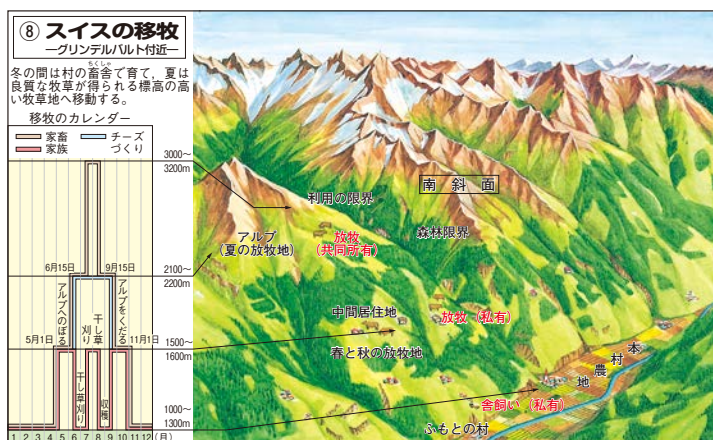 ⑧ スイスの移牧
―グリンデルバルト付近―
冬の間は村の畜舎で育て，夏は
ちくしゃ
良質な牧草が得られる標高の高
い牧草地へ移動する。
移牧のカレンダー
家畜
家族
チーズ
づくり
3000～
3200m
2100～
2200m
1500～
1600m
1000～
1300m
6月15日
9月15日
5月1日
11月1日
アルプへのぼる
干し草
刈り
アルプをくだる
干し草刈り
収穫
1 2 3 4 5 6 7 8 9 10 11 12 (月)
利用の限界
南斜面
アルプ
(夏の放牧地)
放牧
(共同所有)
森林限界
中間居住地
放牧 (私有)
春と秋の放牧地
本村
農地
舎飼い (私有)
ふもとの村